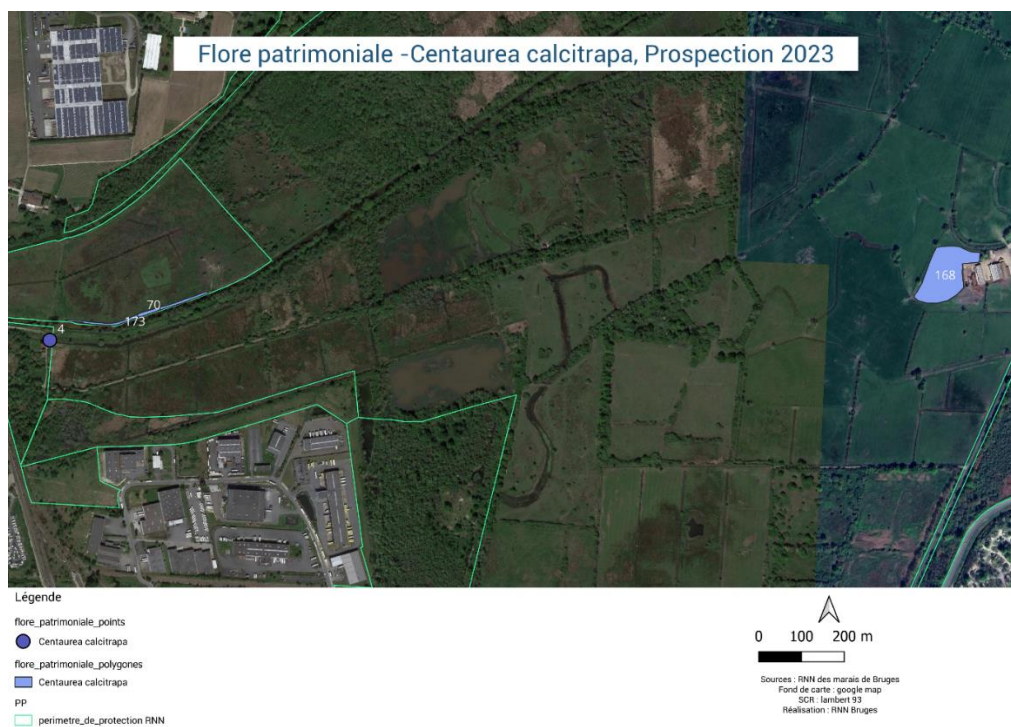 Flore patrimoniale -Centaurea calcitrapa, Prospection 2023
168
70
173
4
Légende
flore_patrimoniale_points
Centaurea calcitrapa
flore_patrimoniale_polygones
Centaurea calcitrapa
PP
perimetre_de_protection RNN
0 100 200 m
Sources : RNN des marais de Bruges
Fond de carte : google map
SCR : lambert 93
Réalisation : RNN Bruges